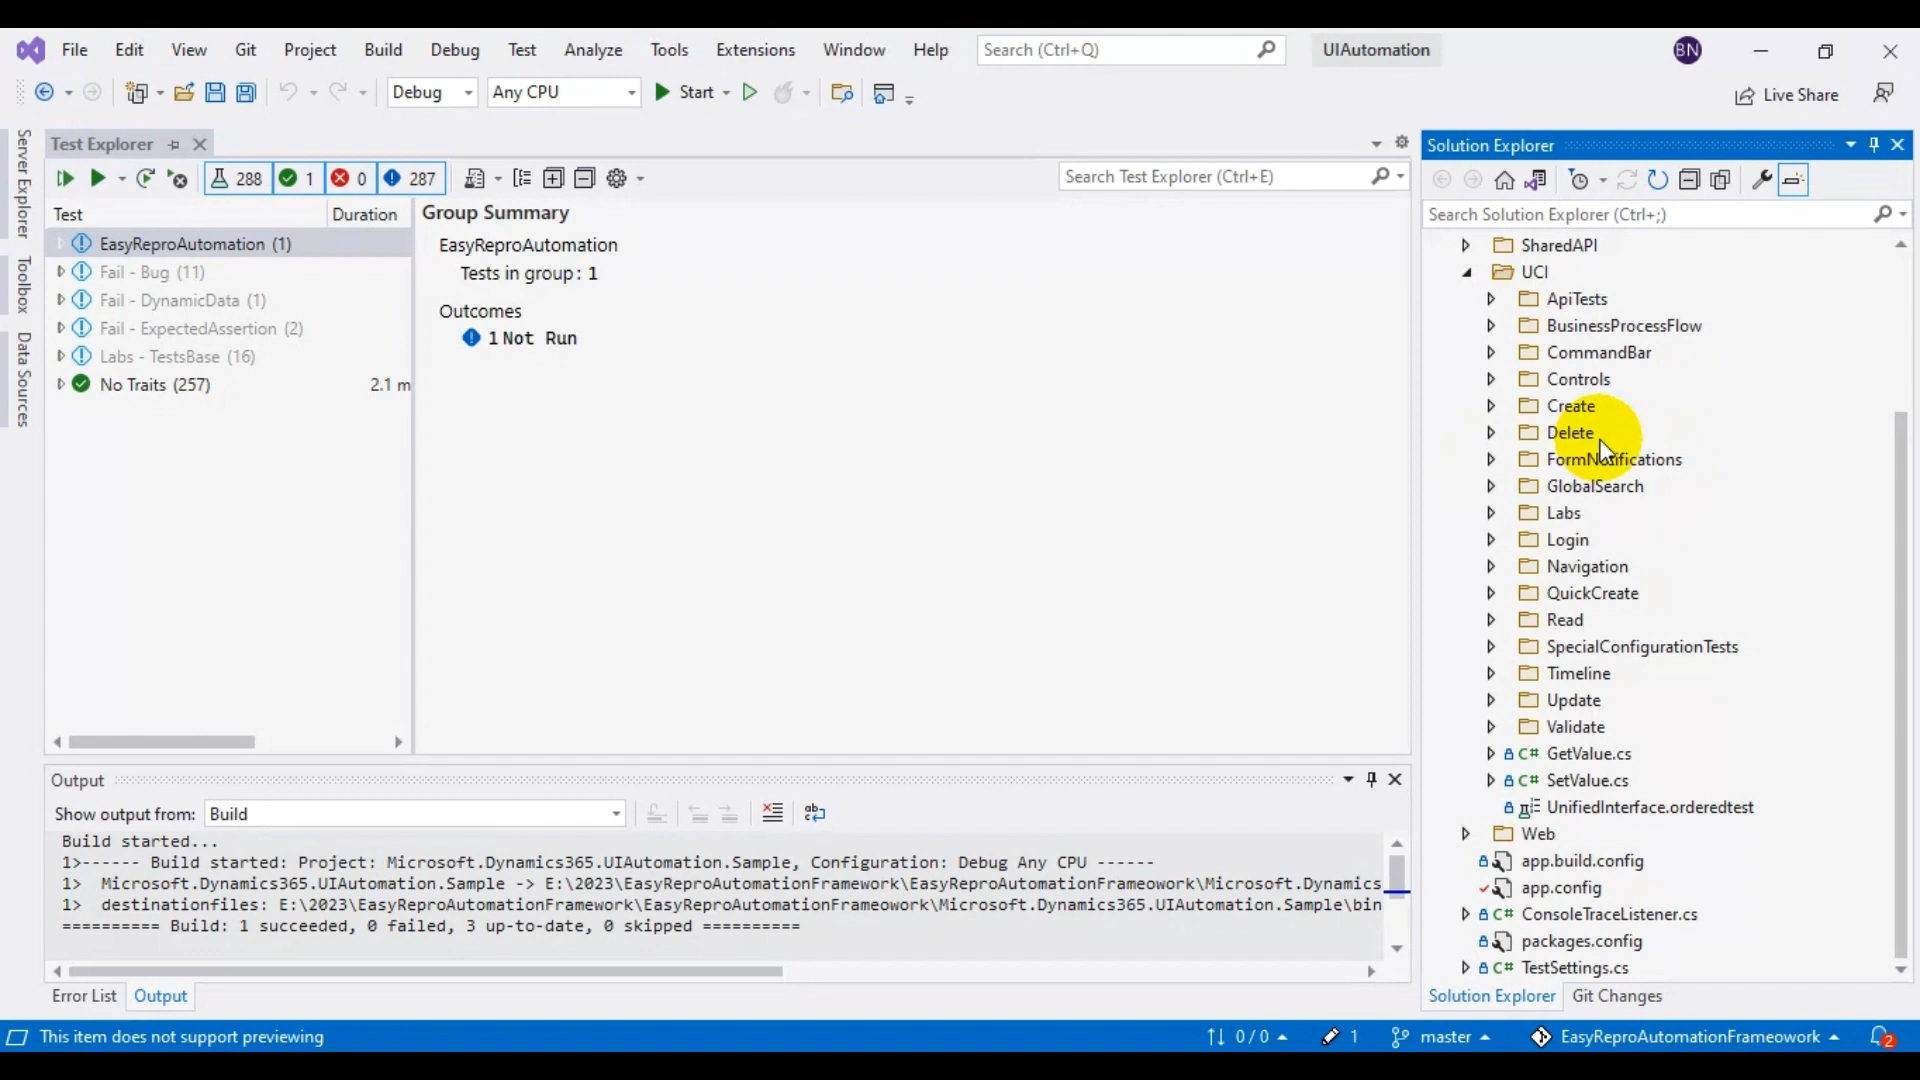 File Edit View Git Project Build Debug Test Analyze Tools Extensions Window Help Search (Ctrl+Q) UIAutomation BN
Debug Any CPU Start Live Share
Server Explorer
Toolbox
Data Sources
Test Explorer
288 1 0 287 Search Test Explorer (Ctrl+E)
Test Duration
EasyReproAutomation (1)
Fail - Bug (11)
Fail - DynamicData (1)
Fail - ExpectedAssertion (2)
Labs - TestsBase (16)
No Traits (257) 2.1 m
Group Summary
EasyReproAutomation
Tests in group: 1
Outcomes
1 Not Run
Output
Show output from: Build
Build started...
1>------ Build started: Project: Microsoft.Dynamics365.UIAutomation.Sample, Configuration: Debug Any CPU ------
1> Microsoft.Dynamics365.UIAutomation.Sample -> E:\2023\EasyReproAutomationFramework\EasyReproAutomationFrameowork\Microsoft.Dynamics
1> destinationfiles: E:\2023\EasyReproAutomationFramework\EasyReproAutomationFrameowork\Microsoft.Dynamics365.UIAutomation.Sample\bin
========== Build: 1 succeeded, 0 failed, 3 up-to-date, 0 skipped ==========
Error List Output
Solution Explorer
Search Solution Explorer (Ctrl+;)
SharedAPI
UCI
ApiTests
BusinessProcessFlow
CommandBar
Controls
Create
Delete
FormNotifications
GlobalSearch
Labs
Login
Navigation
QuickCreate
Read
SpecialConfigurationTests
Timeline
Update
Validate
C# GetValue.cs
C# SetValue.cs
UnifiedInterface.orderedtest
Web
app.build.config
app.config
C# ConsoleTraceListener.cs
packages.config
C# TestSettings.cs
Solution Explorer Git Changes
This item does not support previewing 0 / 0 1 master EasyReproAutomationFrameowork 2